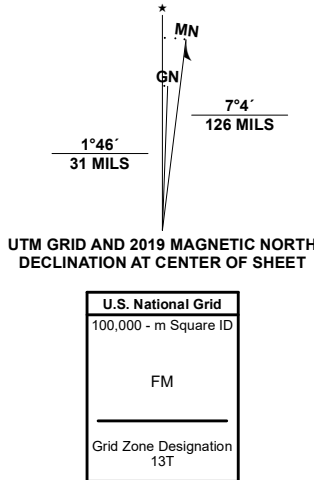 ★
MN
GN
7°4´
126 MILS
1°46´
31 MILS
UTM GRID AND 2019 MAGNETIC NORTH
DECLINATION AT CENTER OF SHEET
U.S. National Grid
100,000 - m Square ID
FM
Grid Zone Designation
13T